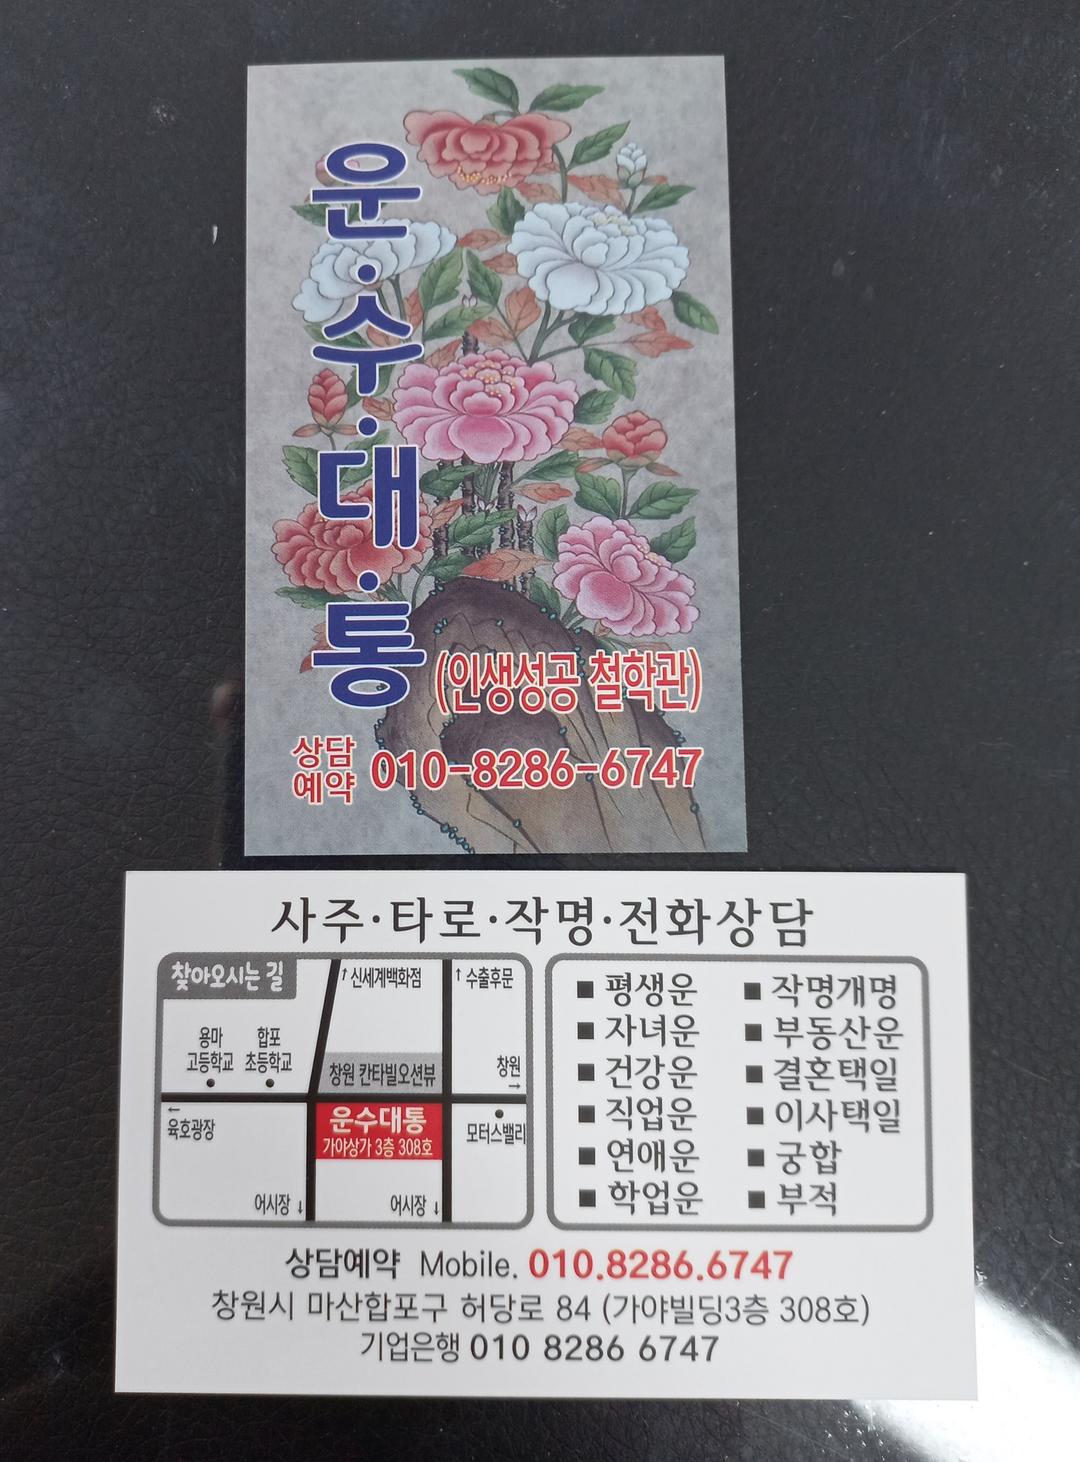 운·수·대·통
(인생성공 철학관)
상담
예약
010-8286-6747
사주·타로·작명·전화상담
찾아오시는 길
↑신세계백화점
↑수출후문
용마
고등학교
합포
초등학교
창원 칸타빌오션뷰
창원
→
←
육호광장
운수대통
가야상가 3층 308호
모터스밸리
어시장 ↓
어시장 ↓
■ 평생운
■ 자녀운
■ 건강운
■ 직업운
■ 연애운
■ 학업운
■ 작명개명
■ 부동산운
■ 결혼택일
■ 이사택일
■ 궁합
■ 부적
상담예약 Mobile. 010.8286.6747
창원시 마산합포구 허당로 84 (가야빌딩3층 308호)
기업은행 010 8286 6747